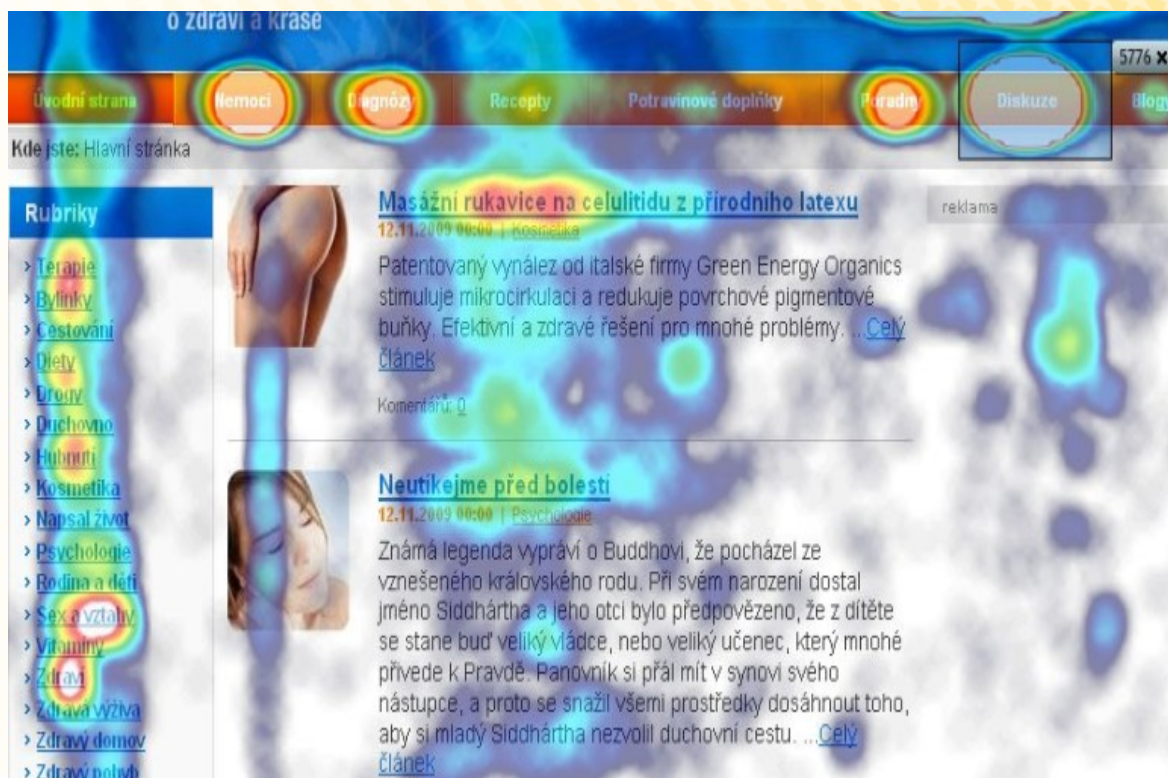 o zdraví a kráse
5776 x
Úvodní strana
Nemoci
Diagnózy
Recepty
Potravinové doplňky
Poradny
Diskuze
Blogy
Kde jste: Hlavní stránka
Rubriky
› Terapie
› Bylinky
› Cestování
› Diety
› Drogy
› Duchovno
› Hubnutí
› Kosmetika
› Napsal život
› Psychologie
› Rodina a děti
› Sex a vztahy
› Vitaminy
› Zdraví
› Zdravá výživa
› Zdravý domov
› Zdravý pohyb
Masážní rukavice na celulitidu z přírodního latexu
12.11.2009 00:00 | Kosmetika
Patentovaný vynález od italské firmy Green Energy Organics
stimuluje mikrocirkulaci a redukuje povrchové pigmentové
buňky. Efektivní a zdravé řešení pro mnohé problémy. ...Celý
článek
Komentářů: 0
Neutíkejme před bolestí
12.11.2009 00:00 | Psychologie
Známá legenda vypráví o Buddhovi, že pocházel ze
vznešeného královského rodu. Při svém narození dostal
jméno Siddhártha a jeho otci bylo předpovězeno, že z dítěte
se stane buď veliký vládce, nebo veliký učenec, který mnohé
přivede k Pravdě. Panovník si přál mít v synovi svého
nástupce, a proto se snažil všemi prostředky dosáhnout toho,
aby si mladý Siddhártha nezvolil duchovní cestu. ...Celý
článek
reklama